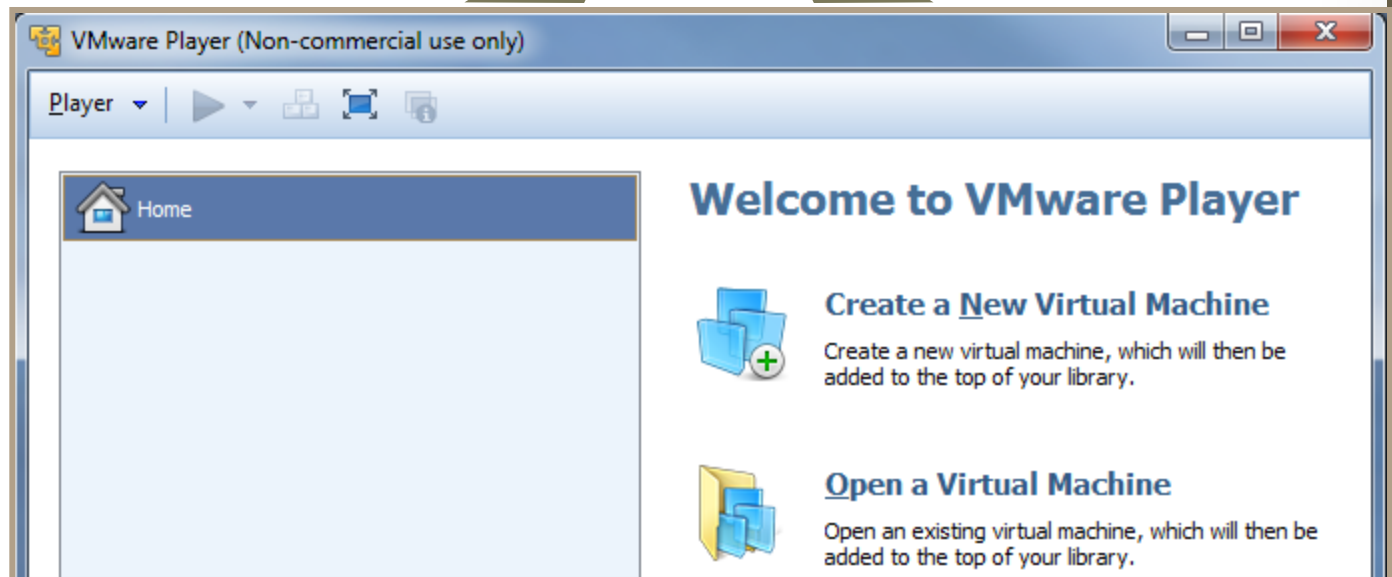 VMware Player (Non-commercial use only)
Player
Home
Welcome to VMware Player
Create a New Virtual Machine
Create a new virtual machine, which will then be
added to the top of your library.
Open a Virtual Machine
Open an existing virtual machine, which will then be
added to the top of your library.